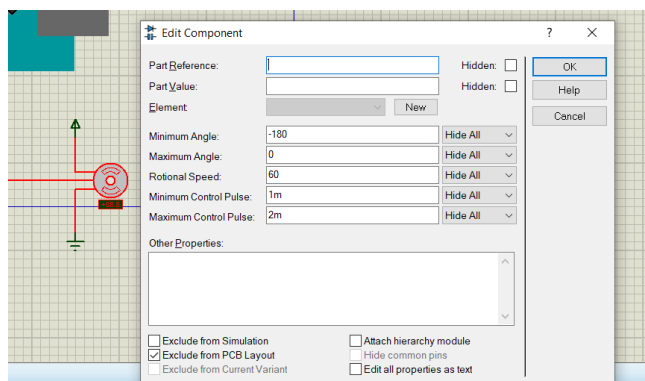 Edit Component ?
Part Reference: Hidden: OK
Part Value: Hidden: Help
Element New Cancel
Minimum Angle: -180 Hide All
Maximum Angle: 0 Hide All
Rotional Speed: 60 Hide All
Minimum Control Pulse: 1m Hide All
Maximum Control Pulse: 2m Hide All
Other Properties:
Exclude from Simulation Attach hierarchy module
Exclude from PCB Layout Hide common pins
Exclude from Current Variant Edit all properties as text